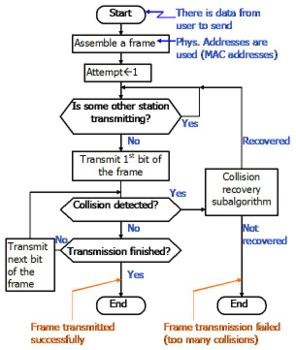 Start
There is data from
user to send
Assemble a frame
Phys. Addresses are
used (MAC addresses)
Attempt←1
Is some other station
transmitting?
Yes
No
Recovered
Transmit 1st bit of
the frame
Collision
recovery
subalgorithm
Collision detected?
Yes
No
Not
recovered
Transmit
next bit
of the
frame
No
Transmission finished?
Yes
End
End
Frame transmitted
successfully
Frame transmission failed
(too many collisions)